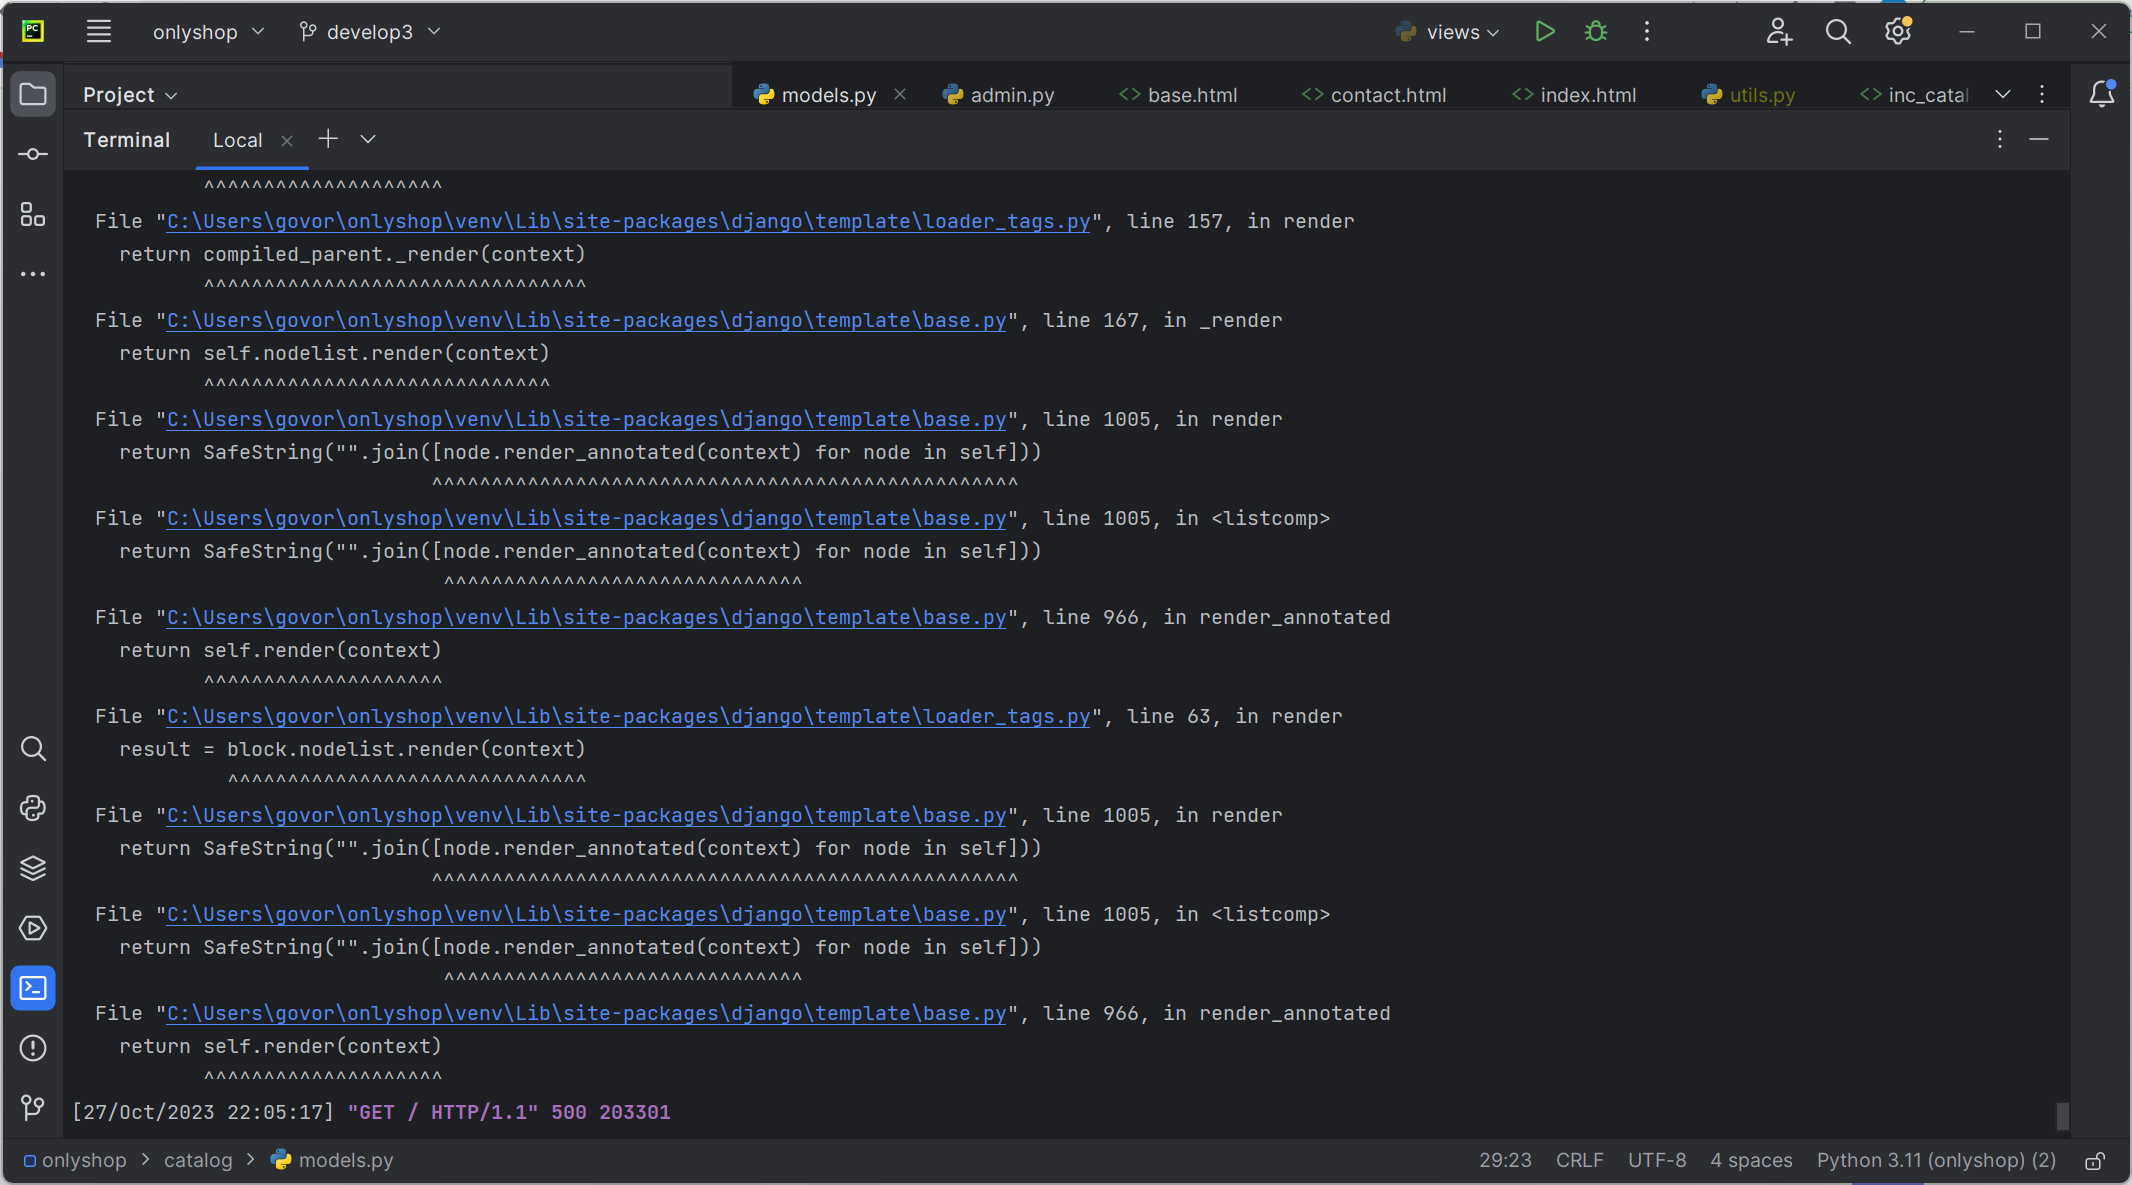 PC
onlyshop
develop3
views
Project
models.py
admin.py
base.html
contact.html
index.html
utils.py
inc_catal
Terminal
Local
^^^^^^^^^^^^^^^^^^^^
File "C:\Users\govor\onlyshop\venv\Lib\site-packages\django\template\loader_tags.py", line 157, in render
return compiled_parent._render(context)
^^^^^^^^^^^^^^^^^^^^^^^^^^^^^^^^
File "C:\Users\govor\onlyshop\venv\Lib\site-packages\django\template\base.py", line 167, in _render
return self.nodelist.render(context)
^^^^^^^^^^^^^^^^^^^^^^^^^^^^^
File "C:\Users\govor\onlyshop\venv\Lib\site-packages\django\template\base.py", line 1005, in render
return SafeString("".join([node.render_annotated(context) for node in self]))
^^^^^^^^^^^^^^^^^^^^^^^^^^^^^^^^^^^^^^^^^^^^^^^^^
File "C:\Users\govor\onlyshop\venv\Lib\site-packages\django\template\base.py", line 1005, in <listcomp>
return SafeString("".join([node.render_annotated(context) for node in self]))
^^^^^^^^^^^^^^^^^^^^^^^^^^^^^^
File "C:\Users\govor\onlyshop\venv\Lib\site-packages\django\template\base.py", line 966, in render_annotated
return self.render(context)
^^^^^^^^^^^^^^^^^^^^
File "C:\Users\govor\onlyshop\venv\Lib\site-packages\django\template\loader_tags.py", line 63, in render
result = block.nodelist.render(context)
^^^^^^^^^^^^^^^^^^^^^^^^^^^^^^
File "C:\Users\govor\onlyshop\venv\Lib\site-packages\django\template\base.py", line 1005, in render
return SafeString("".join([node.render_annotated(context) for node in self]))
^^^^^^^^^^^^^^^^^^^^^^^^^^^^^^^^^^^^^^^^^^^^^^^^^
File "C:\Users\govor\onlyshop\venv\Lib\site-packages\django\template\base.py", line 1005, in <listcomp>
return SafeString("".join([node.render_annotated(context) for node in self]))
^^^^^^^^^^^^^^^^^^^^^^^^^^^^^^
File "C:\Users\govor\onlyshop\venv\Lib\site-packages\django\template\base.py", line 966, in render_annotated
return self.render(context)
^^^^^^^^^^^^^^^^^^^^
[27/Oct/2023 22:05:17] "GET / HTTP/1.1" 500 203301
onlyshop > catalog > models.py
29:23 CRLF UTF-8 4 spaces Python 3.11 (onlyshop) (2)